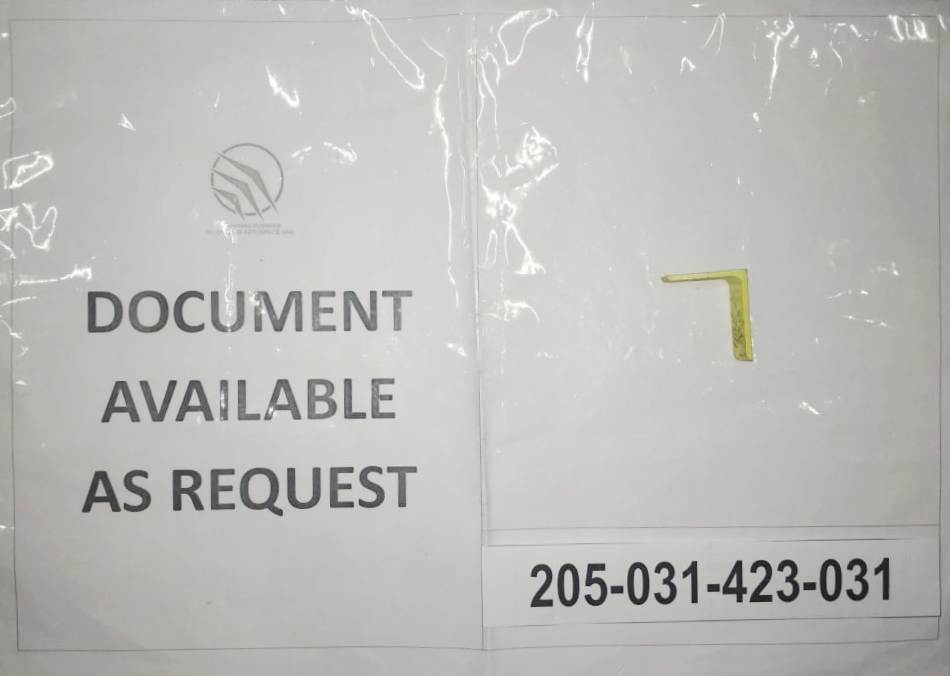 DOCUMENT
AVAILABLE
AS REQUEST
205-031-423-031